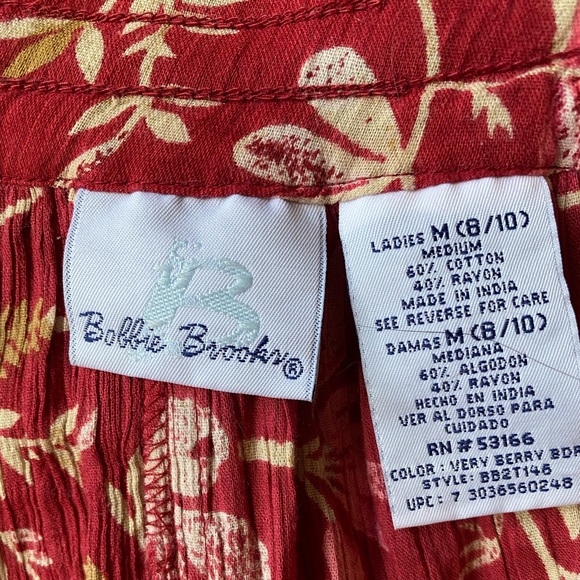 B
Bobbie Brooks®
LADIES M (8/10)
MEDIUM
60% COTTON
40% RAYON
MADE IN INDIA
SEE REVERSE FOR CARE
DAMAS M (8/10)
MEDIANA
60% ALGODON
40% RAYON
HECHO EN INDIA
VER AL DORSO PARA
CUIDADO
RN # 53166
COLOR : VERY BERRY BDR
STYLE: BB2T146
UPC: 7 3036560248